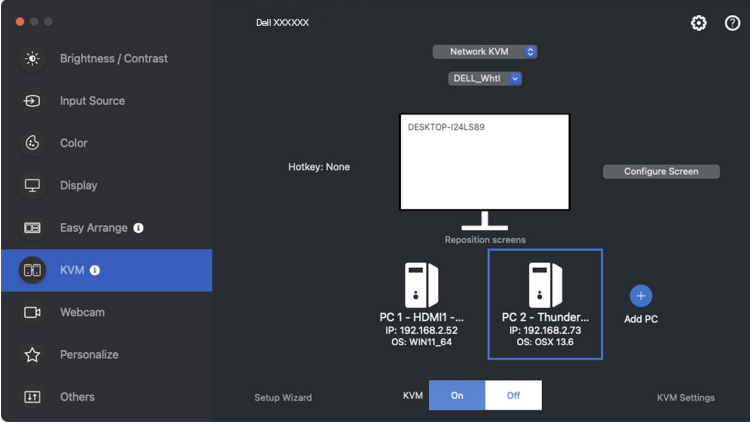 Dell XXXXXX
Brightness / Contrast
Input Source
Color
Display
Easy Arrange
KVM
Webcam
Personalize
Others
Network KVM
DELL_Whtl
DESKTOP-I24LS89
Hotkey: None
Configure Screen
Reposition screens
PC 1 - HDMI1 -...
IP: 192.168.2.52
OS: WIN11_64
PC 2 - Thunder...
IP: 192.168.2.73
OS: OSX 13.6
Add PC
Setup Wizard
KVM
On
Off
KVM Settings